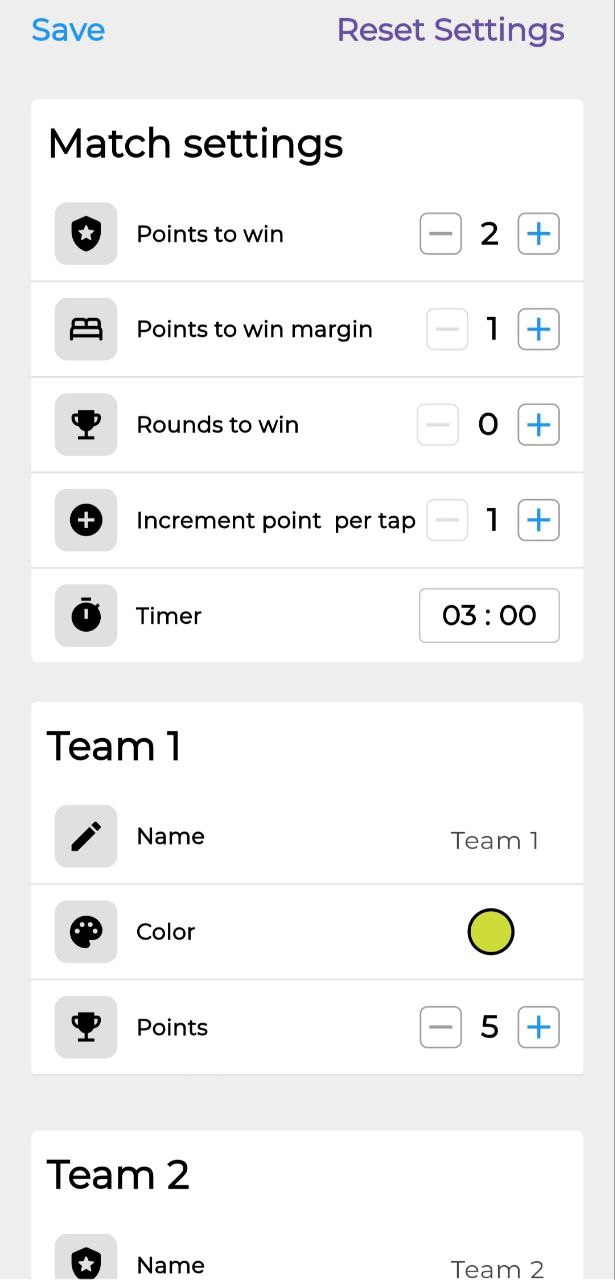 Save Reset Settings
Match settings
Points to win 2
Points to win margin 1
Rounds to win 0
Increment point  per tap 1
Timer 03 : 00
Team 1
Name Team 1
Color
Points 5
Team 2
Name Team 2